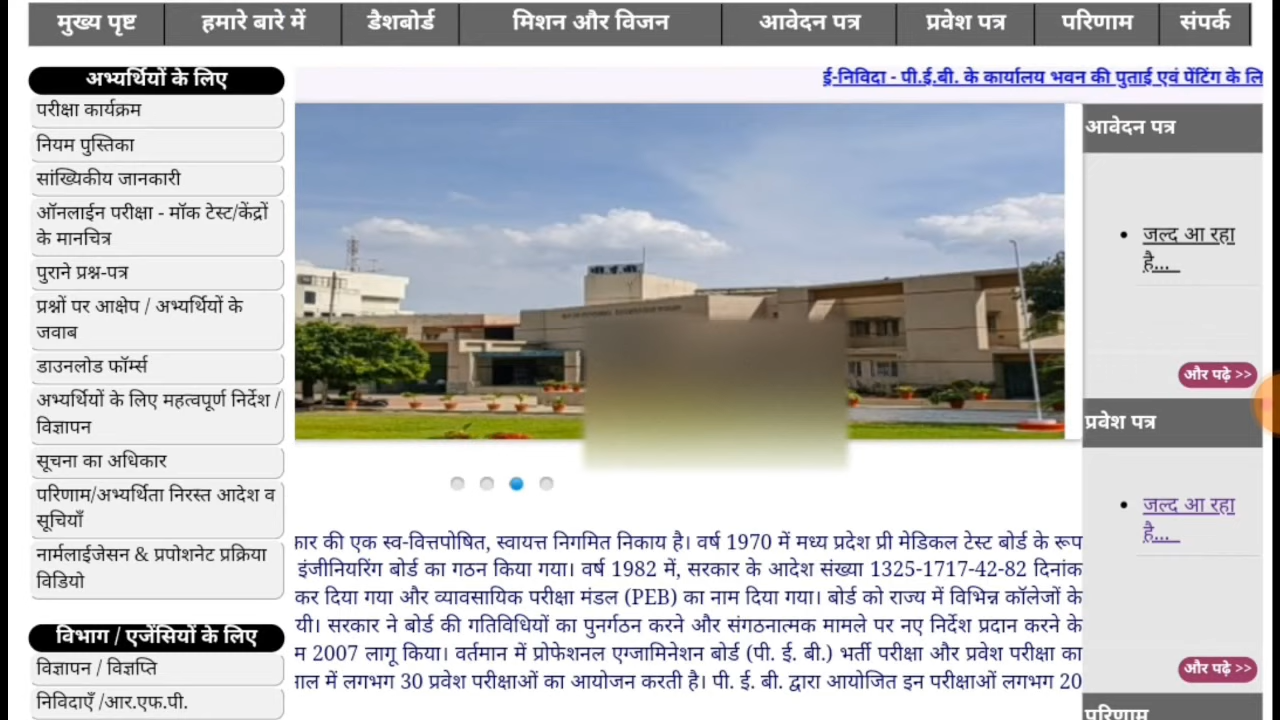 मुख्य पृष्ट
हमारे बारे में
डैशबोर्ड
मिशन और विजन
आवेदन पत्र
प्रवेश पत्र
परिणाम
संपर्क
अभ्यर्थियों के लिए
परीक्षा कार्यक्रम
नियम पुस्तिका
सांख्यिकीय जानकारी
ऑनलाईन परीक्षा - मॉक टेस्ट/केंद्रों
के मानचित्र
पुराने प्रश्न-पत्र
प्रश्नों पर आक्षेप / अभ्यर्थियों के
जवाब
डाउनलोड फॉर्म्स
अभ्यर्थियों के लिए महत्वपूर्ण निर्देश /
विज्ञापन
सूचना का अधिकार
परिणाम/अभ्यर्थिता निरस्त आदेश व
सूचियाँ
नार्मलाईजेसन & प्रपोशनेट प्रक्रिया
विडियो
विभाग / एजेंसियों के लिए
विज्ञापन / विज्ञप्ति
निविदाएँ /आर.एफ.पी.
ई-निविदा - पी.ई.बी. के कार्यालय भवन की पुताई एवं पेंटिंग के लि
पी.ई.बी.
कार की एक स्व-वित्तपोषित, स्वायत्त निगमित निकाय है। वर्ष 1970 में मध्य प्रदेश प्री मेडिकल टेस्ट बोर्ड के रूप
इंजीनियरिंग बोर्ड का गठन किया गया। वर्ष 1982 में, सरकार के आदेश संख्या 1325-1717-42-82 दिनांक
कर दिया गया और व्यावसायिक परीक्षा मंडल (PEB) का नाम दिया गया। बोर्ड को राज्य में विभिन्न कॉलेजों के
यी। सरकार ने बोर्ड की गतिविधियों का पुनर्गठन करने और संगठनात्मक मामले पर नए निर्देश प्रदान करने के
म 2007 लागू किया। वर्तमान में प्रोफेशनल एग्जामिनेशन बोर्ड (पी. ई. बी.) भर्ती परीक्षा और प्रवेश परीक्षा का
साल में लगभग 30 प्रवेश परीक्षाओं का आयोजन करती है। पी. ई. बी. द्वारा आयोजित इन परीक्षाओं लगभग 20
आवेदन पत्र
जल्द आ रहा
है...
और पढ़े >>
प्रवेश पत्र
जल्द आ रहा
है...
और पढ़े >>
परिणाम